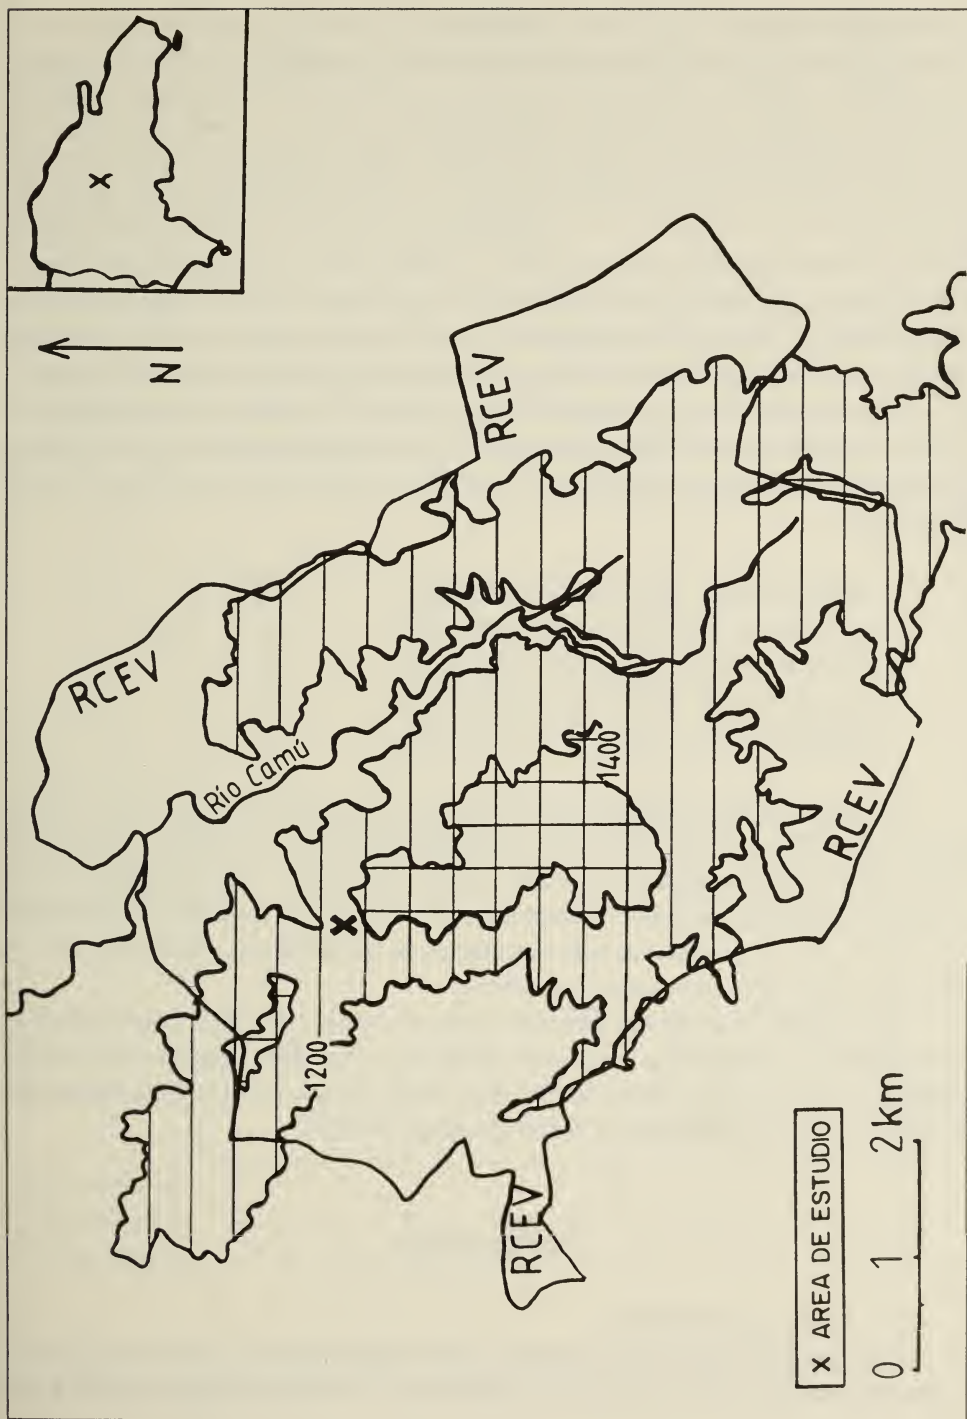 N
RCEV
RCEV
Río Camú
1400
RCEV
1200
RCEV
X AREA DE ESTUDIO
0 1 2km